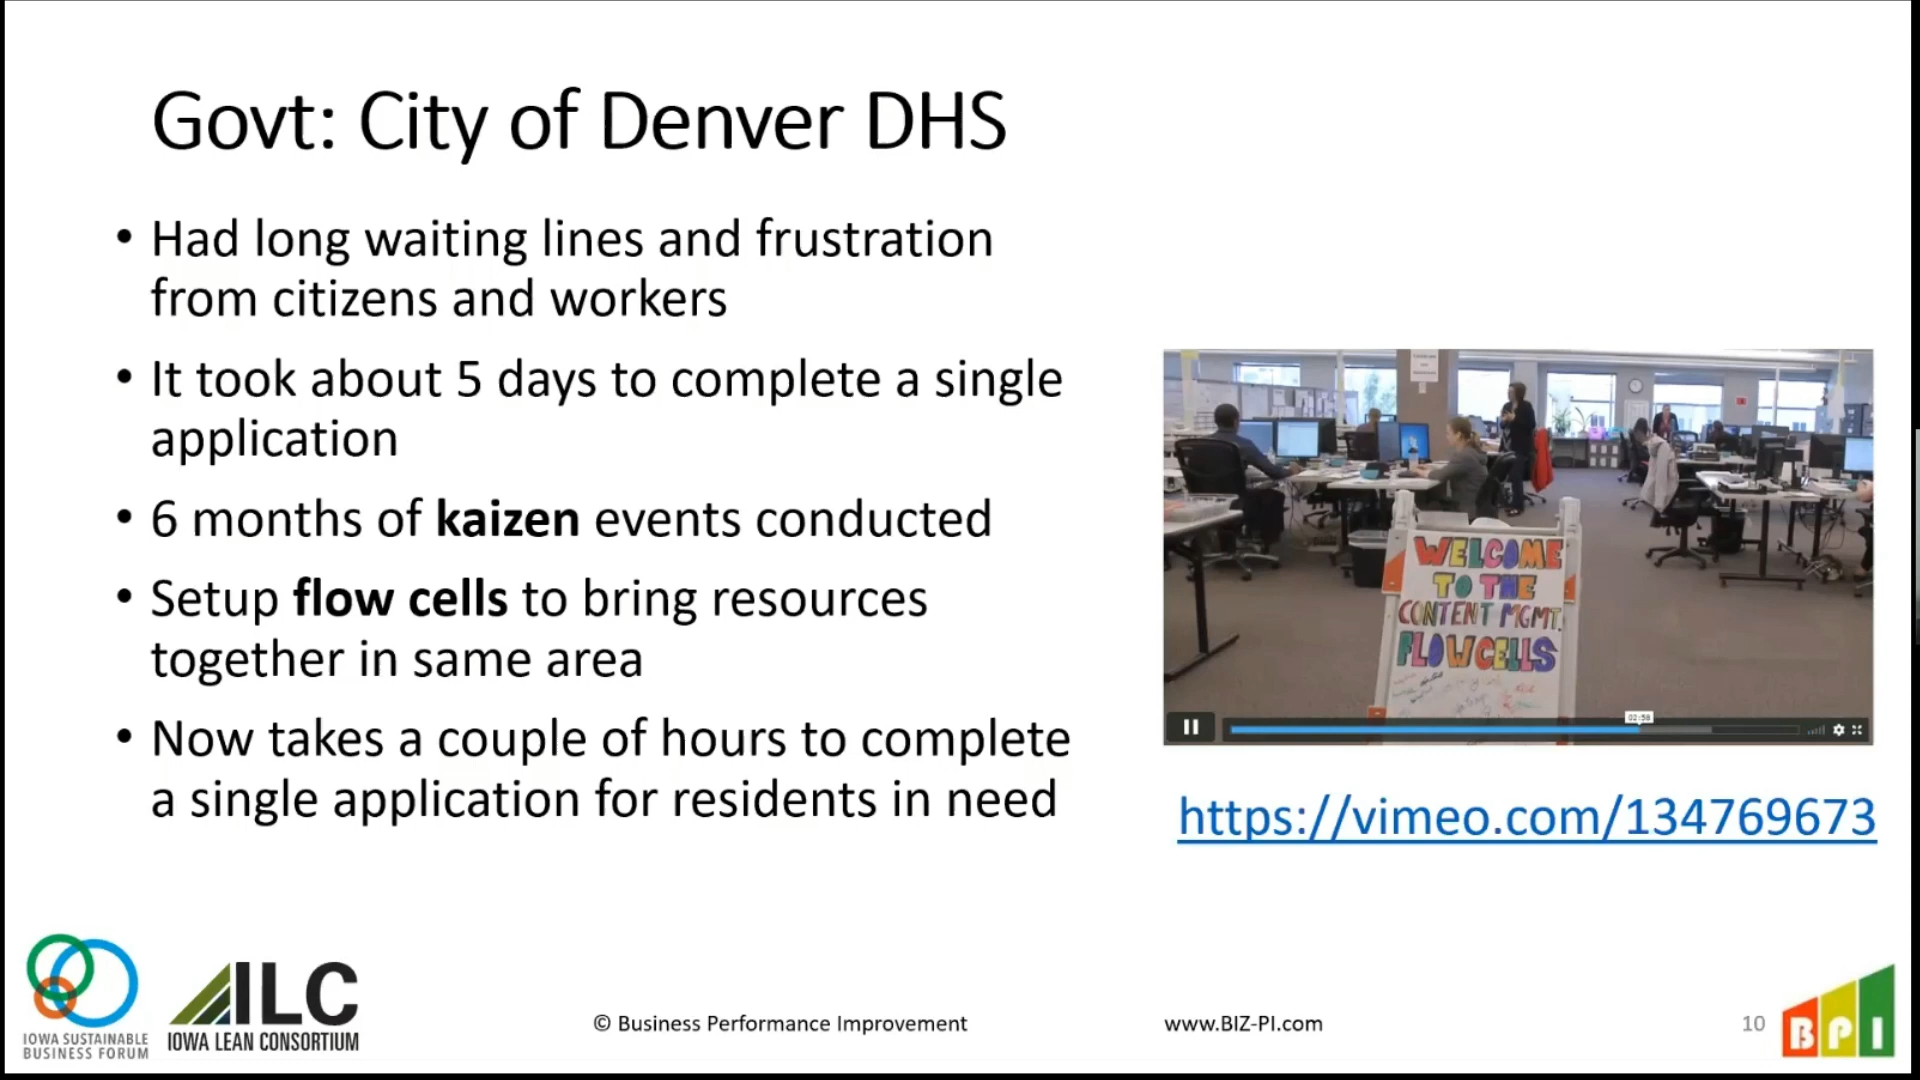 Govt: City of Denver DHS
• Had long waiting lines and frustration
from citizens and workers
• It took about 5 days to complete a single
application
• 6 months of kaizen events conducted
• Setup flow cells to bring resources
together in same area
• Now takes a couple of hours to complete
a single application for residents in need
WELCOME
TO THE
CONTENT MGMT.
FLOW CELLS
02:58
https://vimeo.com/134769673
IOWA SUSTAINABLE
BUSINESS FORUM
ILC
IOWA LEAN CONSORTIUM
© Business Performance Improvement
www.BIZ-PI.com
10
BPI